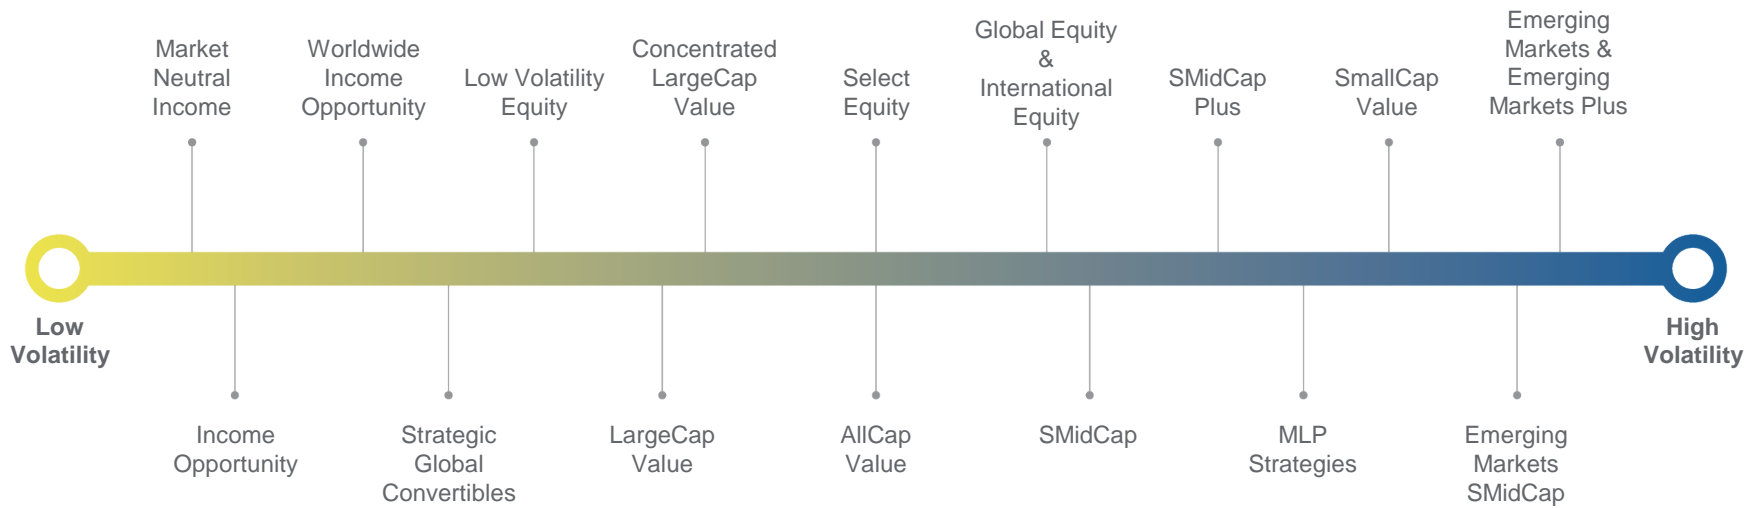 Market
Neutral
Income
Worldwide
Income
Opportunity
Low Volatility
Equity
Concentrated
LargeCap
Value
Select
Equity
Global Equity
&
International
Equity
SMidCap
Plus
SmallCap
Value
Emerging
Markets &
Emerging
Markets Plus
Low
Volatility
High
Volatility
Income
Opportunity
Strategic
Global
Convertibles
LargeCap
Value
AllCap
Value
SMidCap
MLP
Strategies
Emerging
Markets
SMidCap